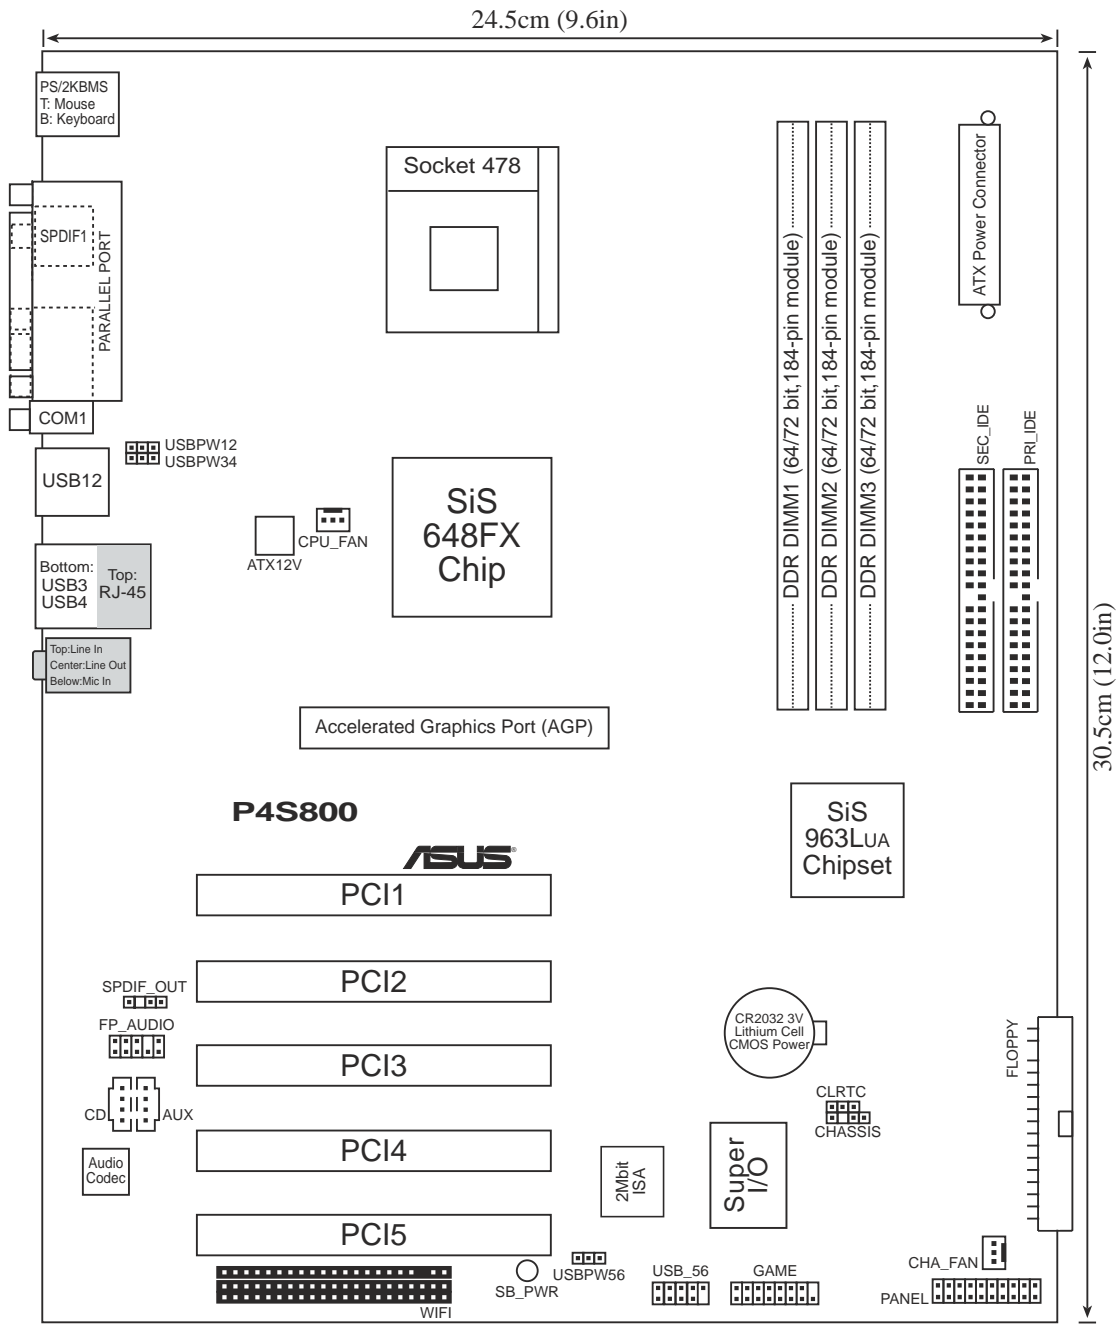 24.5cm (9.6in)
PS/2KBMS
T: Mouse
B: Keyboard
Socket 478
ATX Power Connector
SPDIF1
PARALLEL PORT
DDR DIMM1 (64/72 bit,184-pin module)
DDR DIMM2 (64/72 bit,184-pin module)
DDR DIMM3 (64/72 bit,184-pin module)
COM1
USBPW12
USBPW34
SEC_IDE
PRI_IDE
USB12
SiS
648FX
Chip
CPU_FAN
ATX12V
Bottom:
USB3
USB4
Top:
RJ-45
Top:Line In
Center:Line Out
Below:Mic In
30.5cm (12.0in)
Accelerated Graphics Port (AGP)
P4S800
SiS
963LUA
Chipset
ASUS®
PCI1
PCI2
SPDIF_OUT
FP_AUDIO
CR2032 3V
Lithium Cell
CMOS Power
FLOPPY
PCI3
CD
AUX
CLRTC
CHASSIS
PCI4
Audio
Codec
2Mbit
ISA
Super
I/O
PCI5
WIFI
SB_PWR
USBPW56
USB_56
GAME
CHA_FAN
PANEL